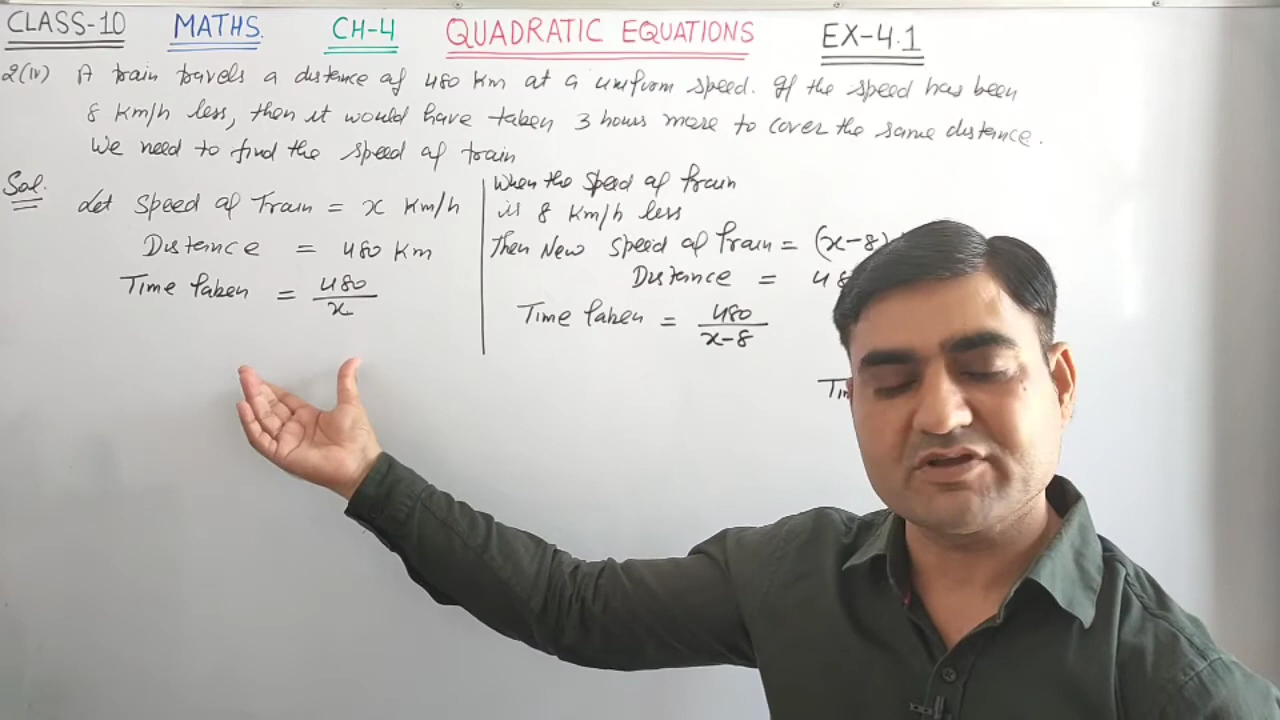 CLASS-10 MATHS. CH-4 QUADRATIC EQUATIONS EX-4.1
2(iv) A train travels a distance of 480 km at a uniform speed. If the speed has been
8 km/h less, then it would have taken 3 hours more to cover the same distance.
We need to find the speed of train
Sol.
Let Speed of Train = x km/h
Distance = 480 km
Time taken = 480/x
When the speed of train
is 8 km/h less
Then New speed of train = (x-8)
Distance = 48
Time taken = 480/x-8